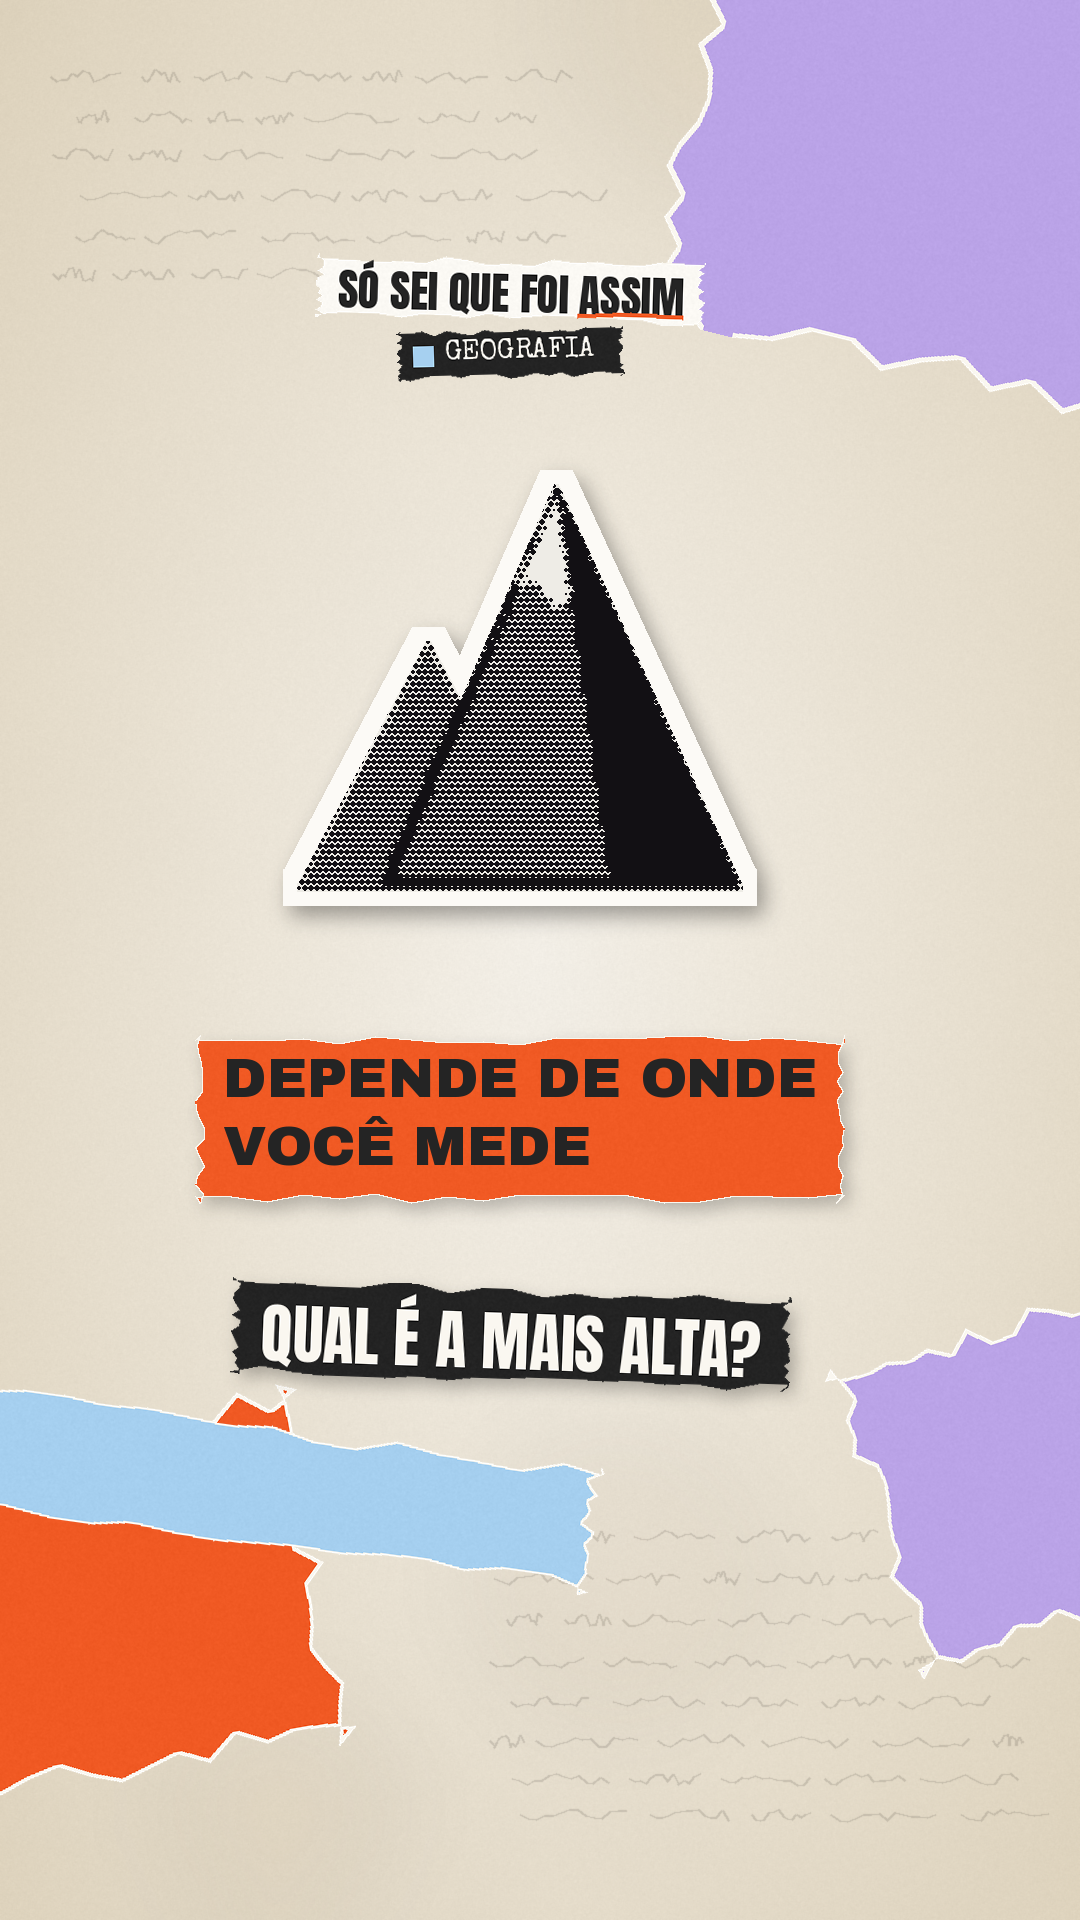 SÓ SEI QUE FOI ASSIM
GEOGRAFIA
DEPENDE DE ONDE
VOCÊ MEDE
QUAL É A MAIS ALTA?